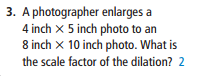 3. A photographer enlarges a
4 inch × 5 inch photo to an
8 inch × 10 inch photo. What is
the scale factor of the dilation? 2